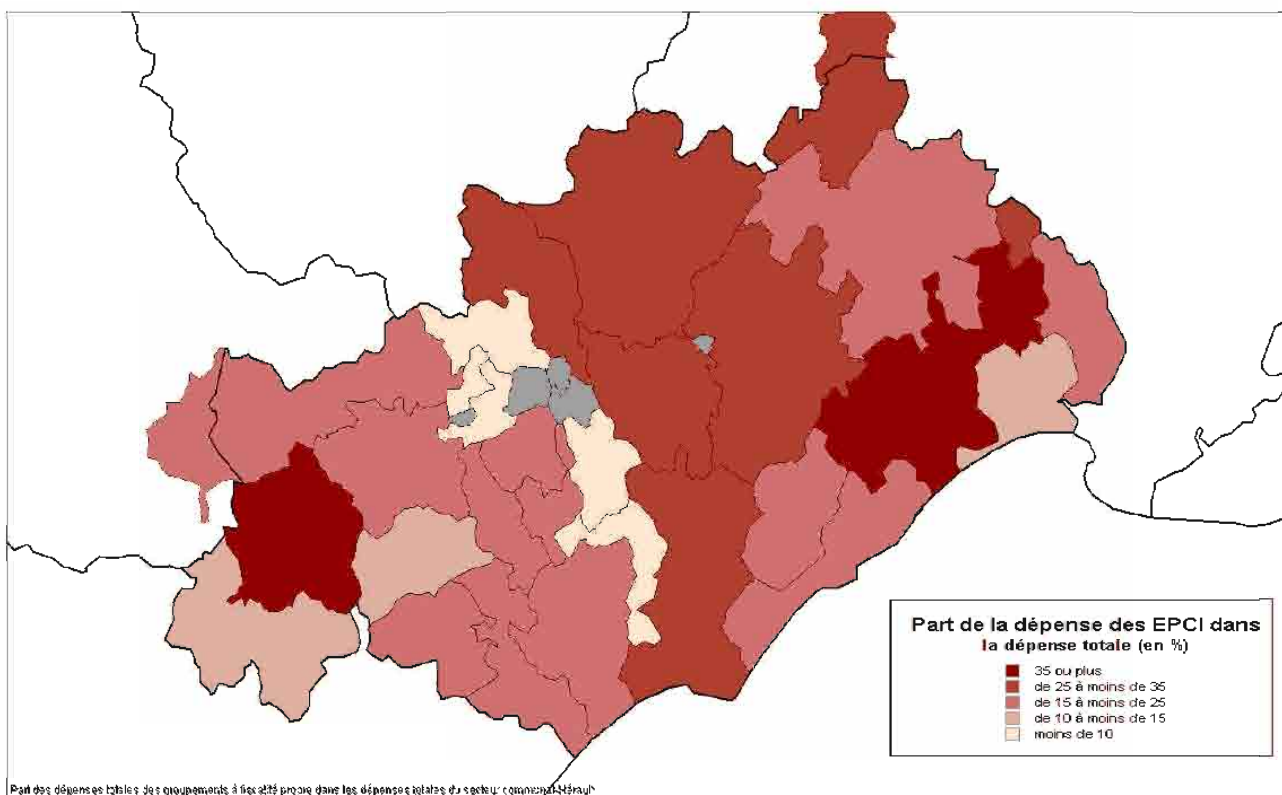 Part de la dépense des EPCI dans
la dépense totale (en %)
35 ou plus
de 25 à moins de 35
de 15 à moins de 25
de 10 à moins de 15
moins de 10
Part des dépenses totales des groupements à fiscalité propre dans les dépenses totales du secteur communal Hérault